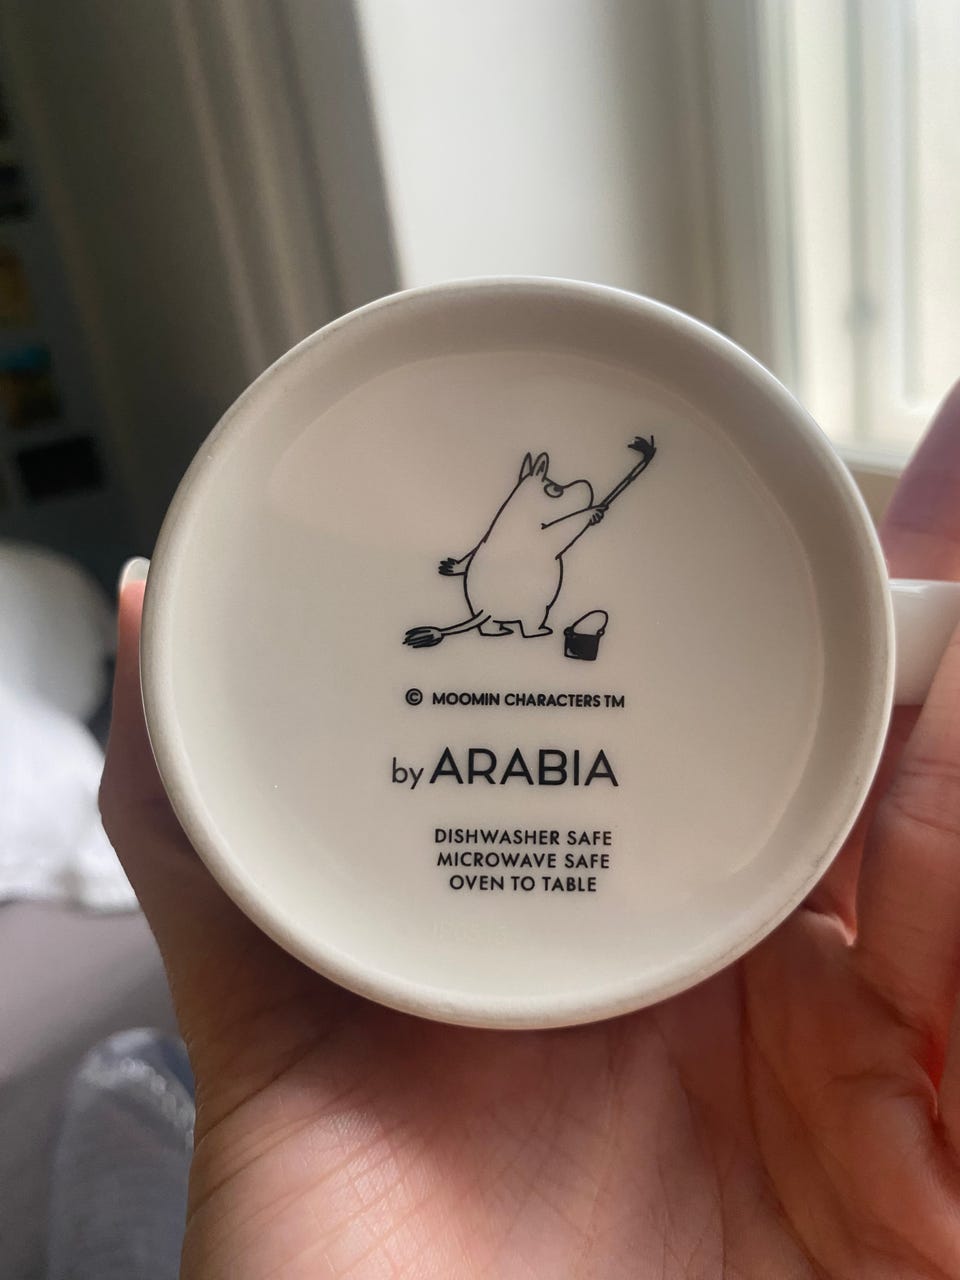 © MOOMIN CHARACTERS TM
by ARABIA
DISHWASHER SAFE
MICROWAVE SAFE
OVEN TO TABLE